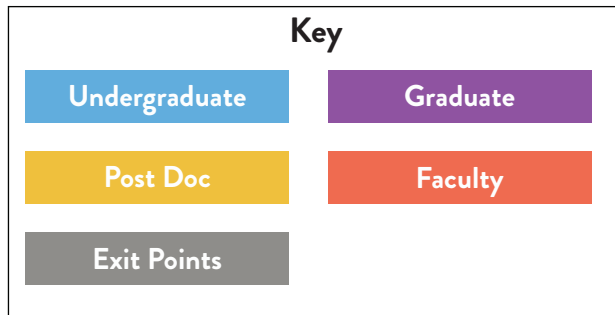 Key
Undergraduate
Graduate
Post Doc
Faculty
Exit Points